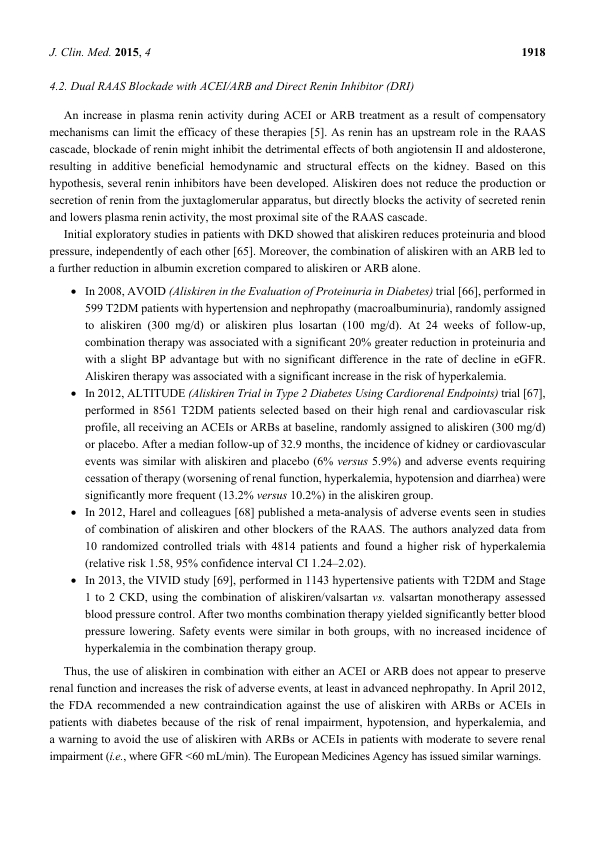 J. Clin. Med. 2015, 4 1918
4.2. Dual RAAS Blockade with ACEI/ARB and Direct Renin Inhibitor (DRI)
An increase in plasma renin activity during ACEI or ARB treatment as a result of compensatory
mechanisms can limit the efficacy of these therapies [5]. As renin has an upstream role in the RAAS
cascade, blockade of renin might inhibit the detrimental effects of both angiotensin II and aldosterone,
resulting in additive beneficial hemodynamic and structural effects on the kidney. Based on this
hypothesis, several renin inhibitors have been developed. Aliskiren does not reduce the production or
secretion of renin from the juxtaglomerular apparatus, but directly blocks the activity of secreted renin
and lowers plasma renin activity, the most proximal site of the RAAS cascade.
Initial exploratory studies in patients with DKD showed that aliskiren reduces proteinuria and blood
pressure, independently of each other [65]. Moreover, the combination of aliskiren with an ARB led to
a further reduction in albumin excretion compared to aliskiren or ARB alone.
• In 2008, AVOID (Aliskiren in the Evaluation of Proteinuria in Diabetes) trial [66], performed in
599 T2DM patients with hypertension and nephropathy (macroalbuminuria), randomly assigned
to aliskiren (300 mg/d) or aliskiren plus losartan (100 mg/d). At 24 weeks of follow-up,
combination therapy was associated with a significant 20% greater reduction in proteinuria and
with a slight BP advantage but with no significant difference in the rate of decline in eGFR.
Aliskiren therapy was associated with a significant increase in the risk of hyperkalemia.
• In 2012, ALTITUDE (Aliskiren Trial in Type 2 Diabetes Using Cardiorenal Endpoints) trial [67],
performed in 8561 T2DM patients selected based on their high renal and cardiovascular risk
profile, all receiving an ACEIs or ARBs at baseline, randomly assigned to aliskiren (300 mg/d)
or placebo. After a median follow-up of 32.9 months, the incidence of kidney or cardiovascular
events was similar with aliskiren and placebo (6% versus 5.9%) and adverse events requiring
cessation of therapy (worsening of renal function, hyperkalemia, hypotension and diarrhea) were
significantly more frequent (13.2% versus 10.2%) in the aliskiren group.
• In 2012, Harel and colleagues [68] published a meta-analysis of adverse events seen in studies
of combination of aliskiren and other blockers of the RAAS. The authors analyzed data from
10 randomized controlled trials with 4814 patients and found a higher risk of hyperkalemia
(relative risk 1.58, 95% confidence interval CI 1.24–2.02).
• In 2013, the VIVID study [69], performed in 1143 hypertensive patients with T2DM and Stage
1 to 2 CKD, using the combination of aliskiren/valsartan vs. valsartan monotherapy assessed
blood pressure control. After two months combination therapy yielded significantly better blood
pressure lowering. Safety events were similar in both groups, with no increased incidence of
hyperkalemia in the combination therapy group.
Thus, the use of aliskiren in combination with either an ACEI or ARB does not appear to preserve
renal function and increases the risk of adverse events, at least in advanced nephropathy. In April 2012,
the FDA recommended a new contraindication against the use of aliskiren with ARBs or ACEIs in
patients with diabetes because of the risk of renal impairment, hypotension, and hyperkalemia, and
a warning to avoid the use of aliskiren with ARBs or ACEIs in patients with moderate to severe renal
impairment (i.e., where GFR <60 mL/min). The European Medicines Agency has issued similar warnings.